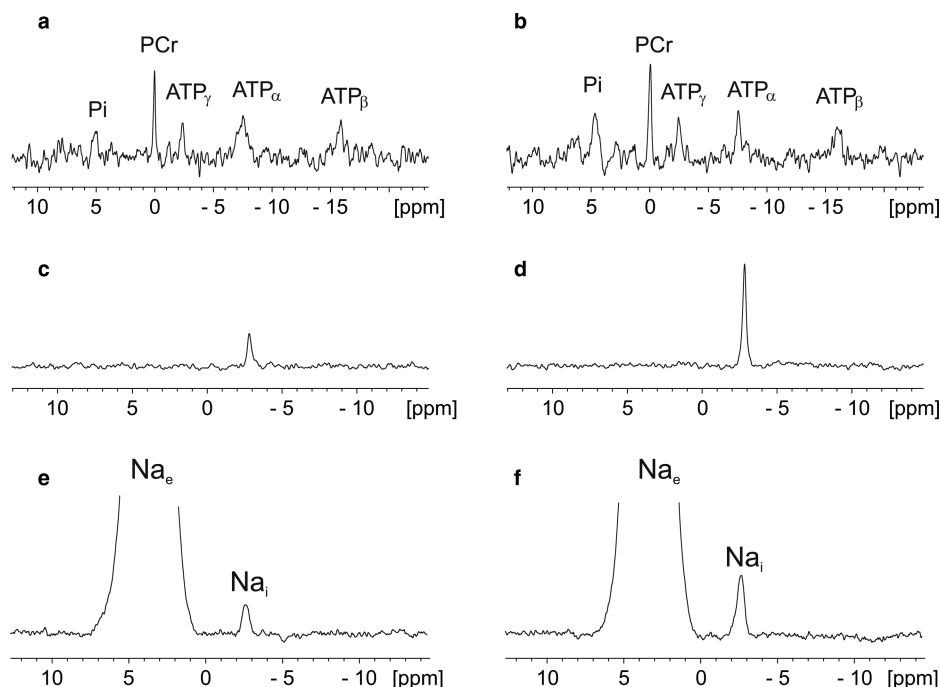 a
b
PCr
PCr
Pi
ATPγ
ATPα
ATPβ
Pi
ATPγ
ATPα
ATPβ
10 5 0 - 5 - 10 - 15 [ppm]
10 5 0 - 5 - 10 - 15 [ppm]
c
d
10 5 0 - 5 - 10 [ppm]
10 5 0 - 5 - 10 [ppm]
e
Nae
f
Nae
Nai
Nai
10 5 0 - 5 - 10 [ppm]
10 5 0 - 5 - 10 [ppm]